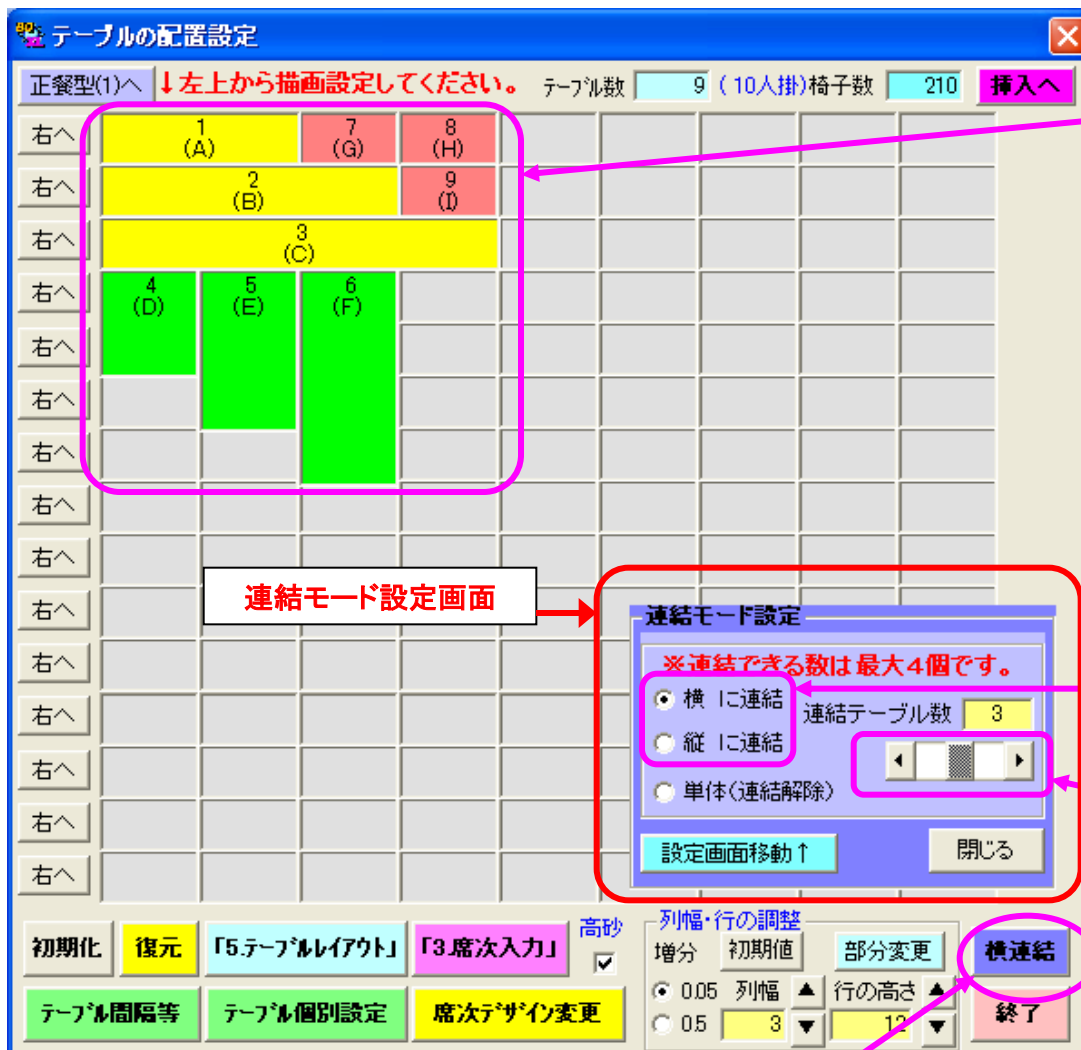 テーブルの配置設定
正餐型(1)へ ↓左上から描画設定してください。 テーブル数 9 (10人掛)椅子数 210 挿入へ
右へ 1 7 8
(A) (G) (H)
右へ 2 9
(B) (I)
右へ 3
(C)
右へ 4 5 6
(D) (E) (F)
右へ
右へ
右へ
右へ
右へ
右へ 連結モード設定画面
連結モード設定
右へ ※連結できる数は最大4個です。
右へ 横 に連結 連結テーブル数 3
右へ 縦 に連結
右へ 単体(連結解除)
右へ 設定画面移動↑ 閉じる
初期化 復元 「5.テーブルレイアウト」 「3.席次入力」 高砂 列幅・行の調整
増分 初期値 部分変更 横連結
テーブル間隔等 テーブル個別設定 席次デザイン変更 0.05 列幅 ▲ 行の高さ ▲ 終了
0.5 3 ▼ 12 ▼